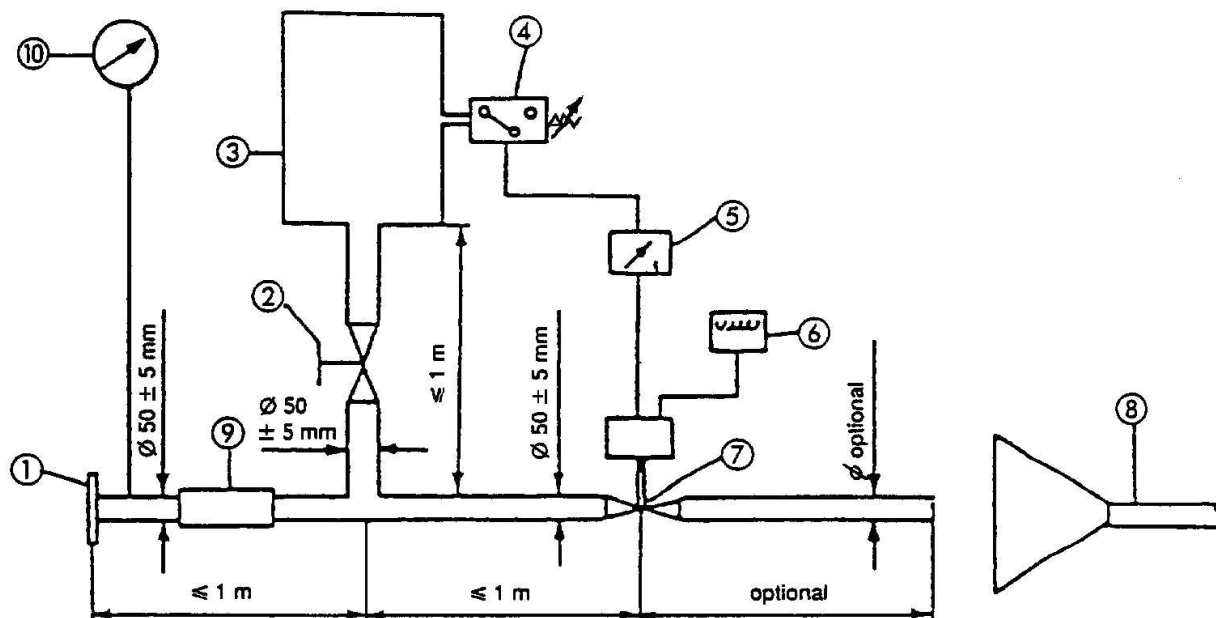 10
4
3
5
2
6
Ø 50 ± 5 mm
Ø 50
± 5 mm
≤ 1 m
Ø 50 ± 5 mm
Ø optional
9
7
8
1
≤ 1 m
≤ 1 m
optional